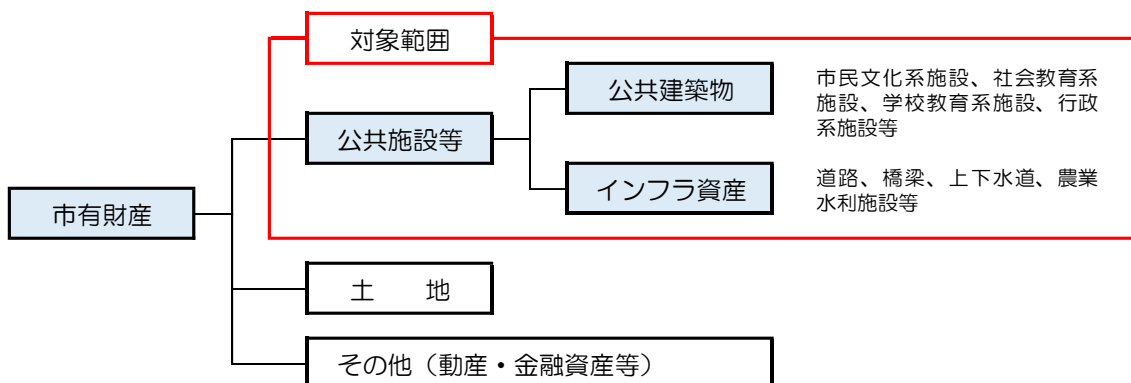 対象範囲
公共建築物
市民文化系施設、社会教育系
施設、学校教育系施設、行政
系施設等
公共施設等
インフラ資産
道路、橋梁、上下水道、農業
水利施設等
市有財産
土　　地
その他（動産・金融資産等）